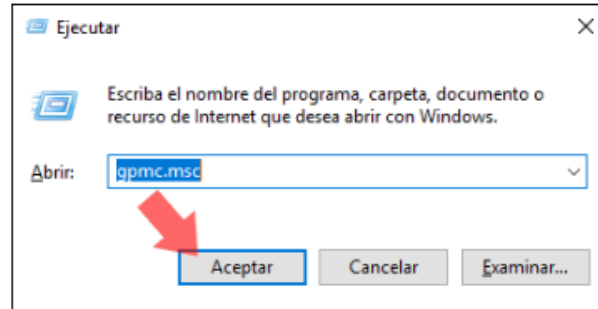 Ejecutar
Escriba el nombre del programa, carpeta, documento o
recurso de Internet que desea abrir con Windows.
Abrir: gpmc.msc
Aceptar Cancelar Examinar...